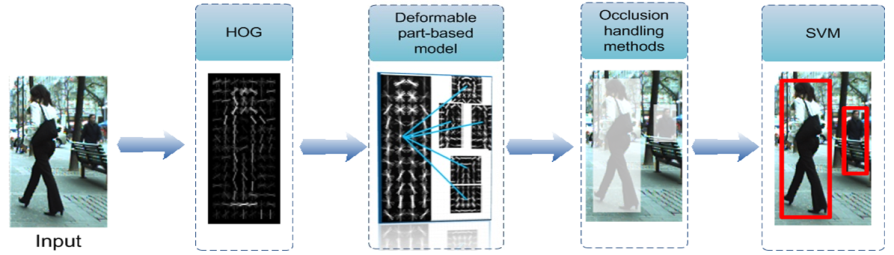 HOG
Deformable
part-based
model
Occlusion
handling
methods
SVM
Input